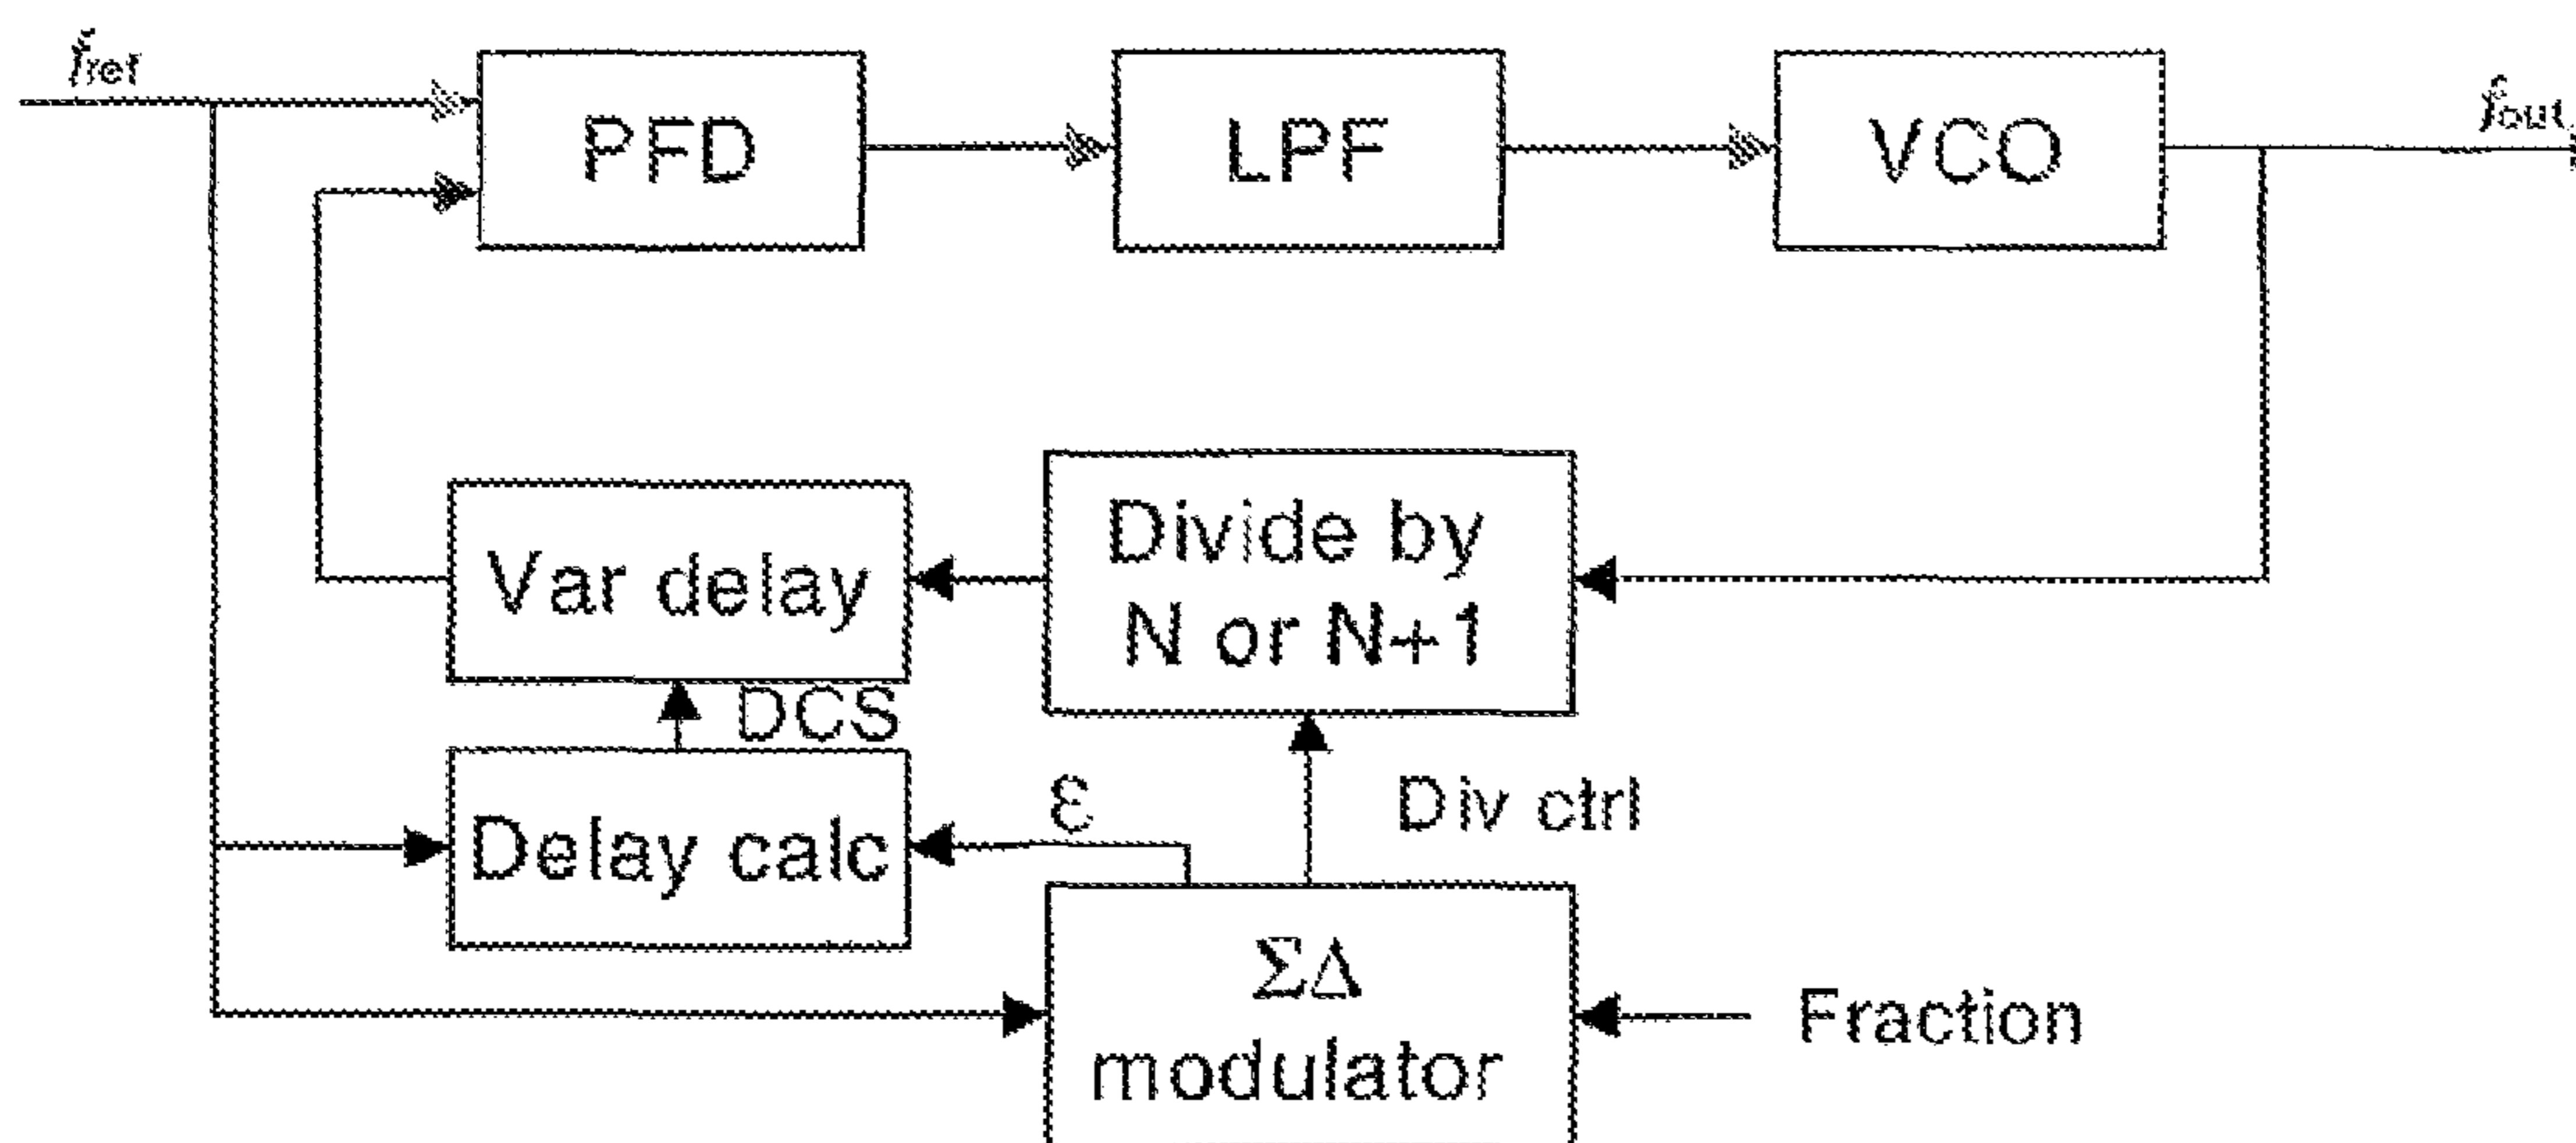 fref
PFD
LPF
VCO
fout
Var delay
Divide by
N or N+1
DCS
Delay calc
ε
Div ctrl
ΣΔ
modulator
Fraction